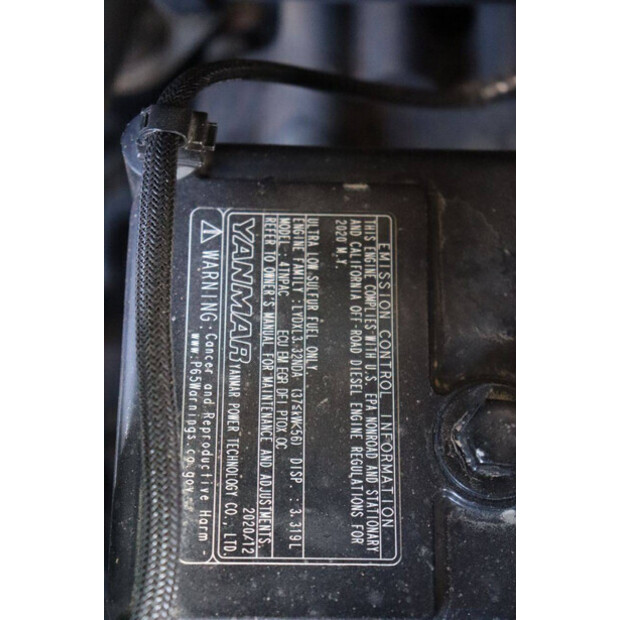 EMISSION CONTROL INFORMATION
THIS ENGINE COMPLIES WITH U.S. EPA NONROAD AND STATIONARY
AND CALIFORNIA OFF-ROAD DIESEL ENGINE REGULATIONS FOR
2020 M.Y.
ULTRA LOW SULFUR FUEL ONLY.
ENGINE FAMILY : LYDXL3.32NDA (37≤kW<56) DISP. : 3.319L
MODEL : 4TNPAC ECU EM EGR DFI PTOX OC
REFER TO OWNER'S MANUAL FOR MAINTENANCE AND ADJUSTMENTS.
2020/12
YANMAR YANMAR POWER TECHNOLOGY CO., LTD.
⚠ WARNING: Cancer and Reproductive Harm -
www.P65Warnings.ca.gov